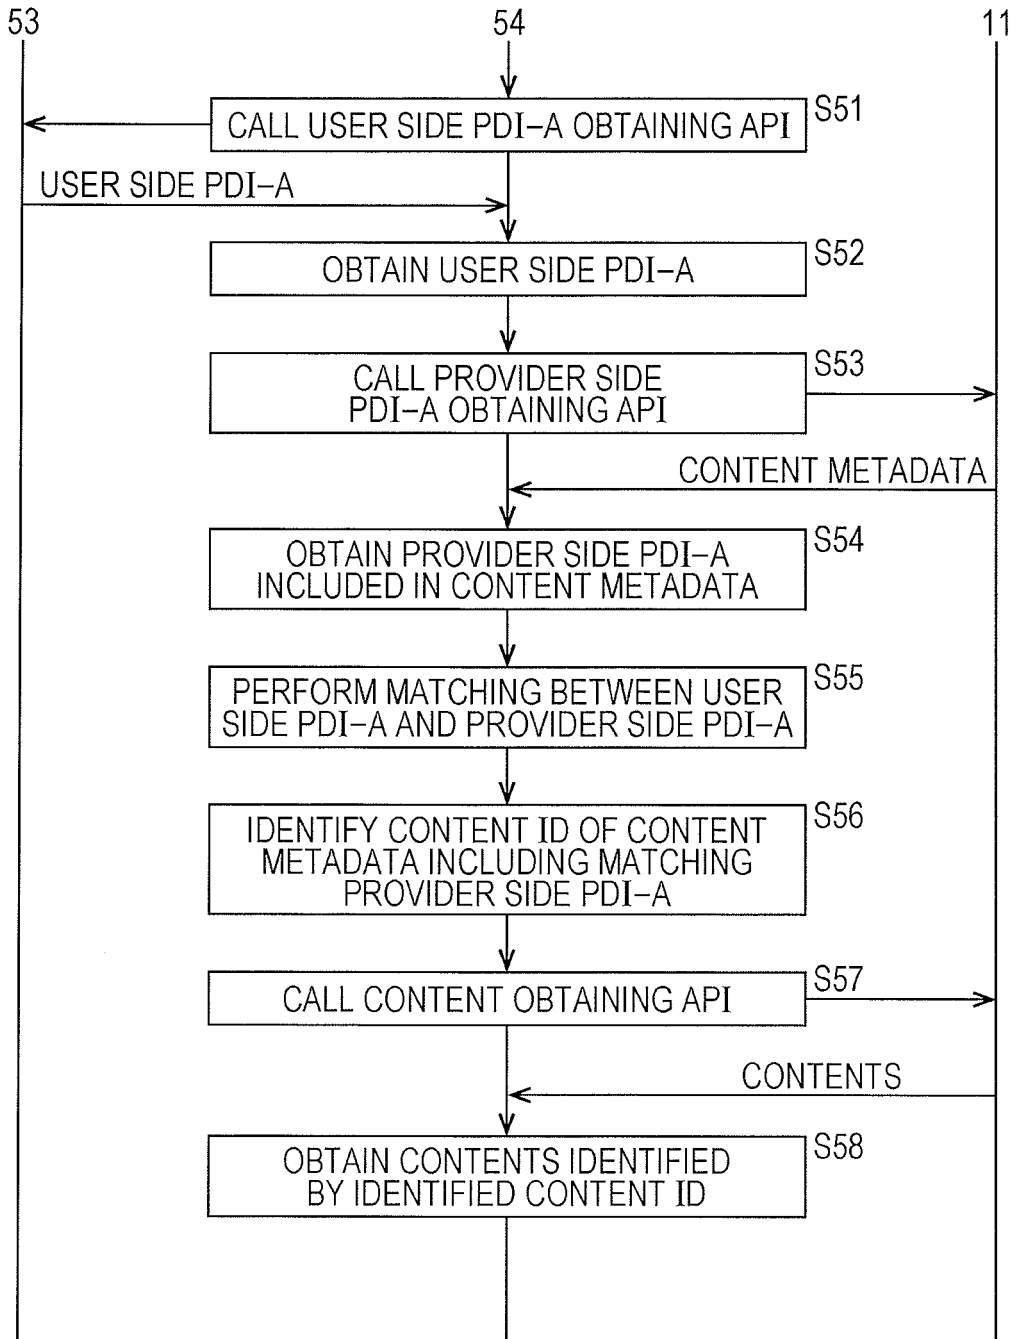 53
54
11
S51
CALL USER SIDE PDI–A OBTAINING API
USER SIDE PDI–A
S52
OBTAIN USER SIDE PDI–A
S53
CALL PROVIDER SIDE
PDI–A OBTAINING API
CONTENT METADATA
S54
OBTAIN PROVIDER SIDE PDI–A
INCLUDED IN CONTENT METADATA
S55
PERFORM MATCHING BETWEEN USER
SIDE PDI–A AND PROVIDER SIDE PDI–A
S56
IDENTIFY CONTENT ID OF CONTENT
METADATA INCLUDING MATCHING
PROVIDER SIDE PDI–A
S57
CALL CONTENT OBTAINING API
CONTENTS
S58
OBTAIN CONTENTS IDENTIFIED
BY IDENTIFIED CONTENT ID